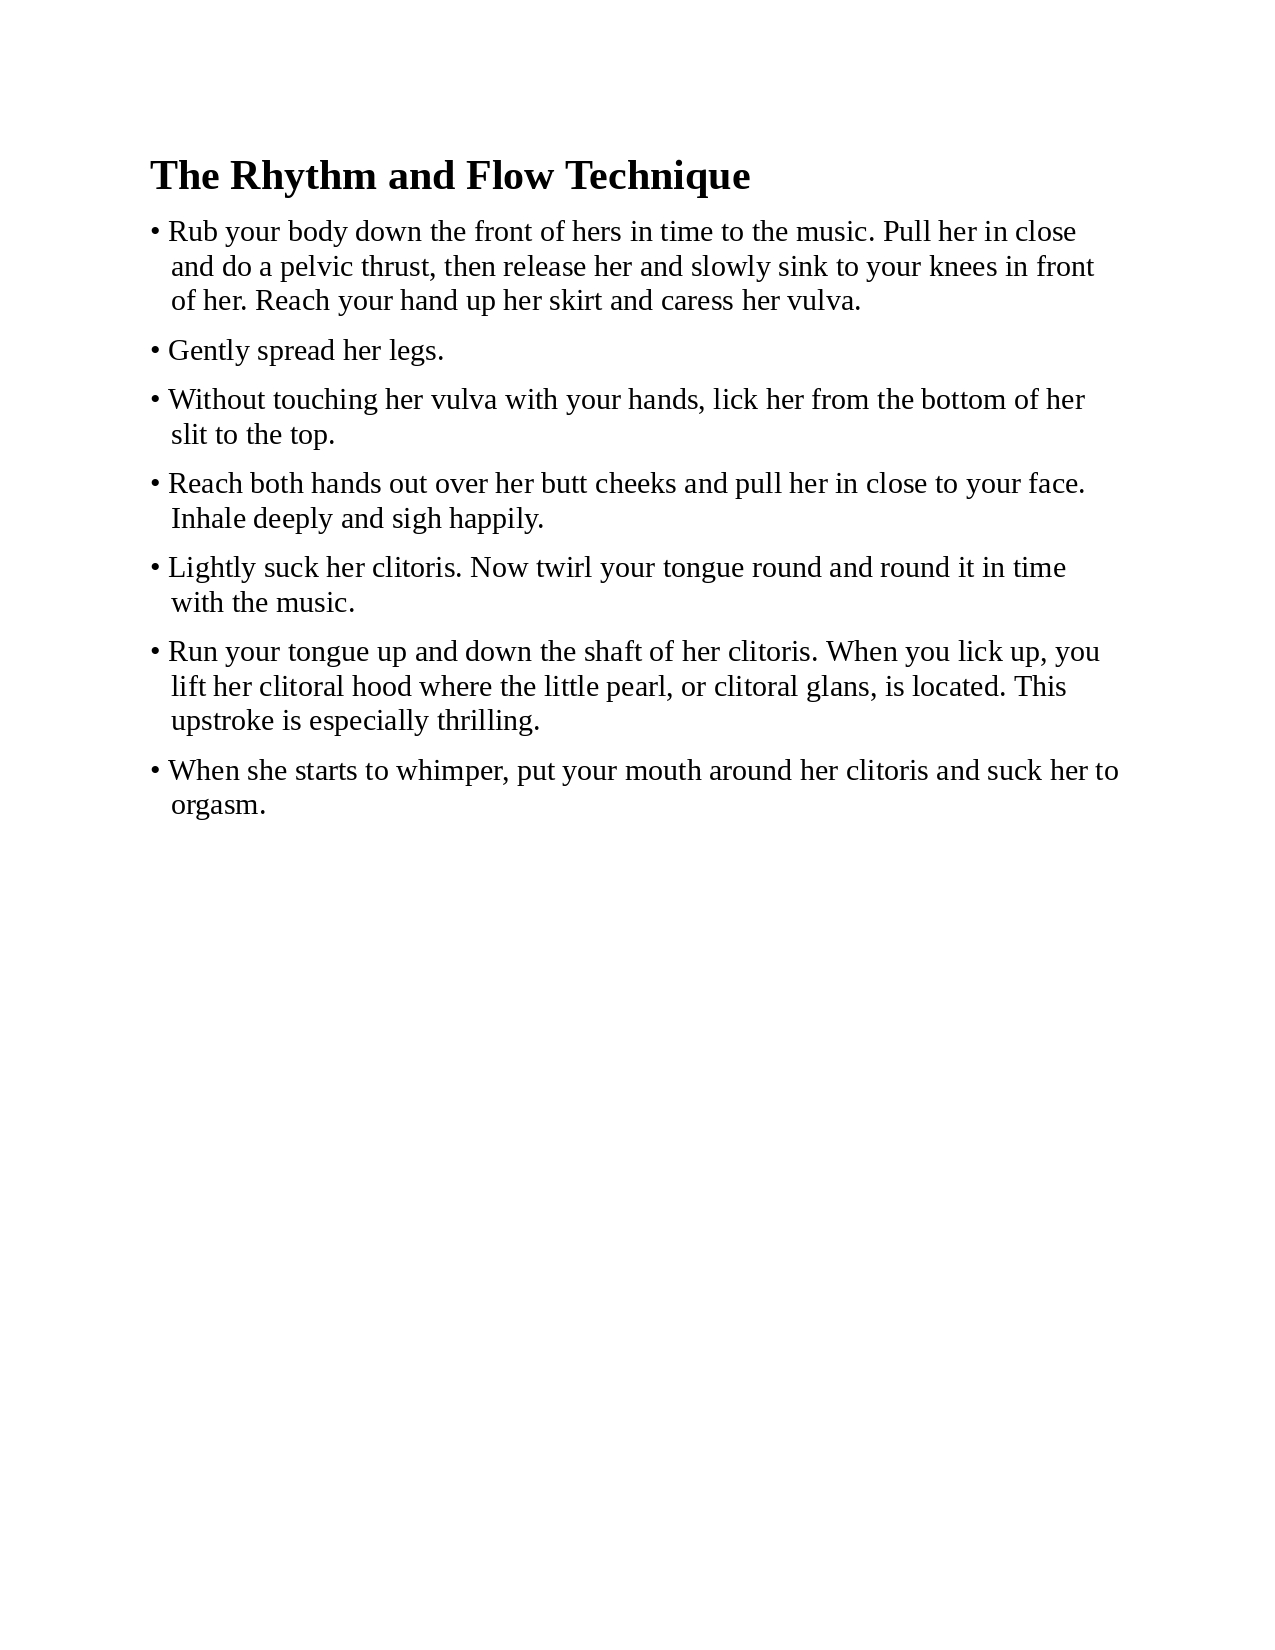 The Rhythm and Flow Technique
• Rub your body down the front of hers in time to the music. Pull her in close
and do a pelvic thrust, then release her and slowly sink to your knees in front
of her. Reach your hand up her skirt and caress her vulva.
• Gently spread her legs.
• Without touching her vulva with your hands, lick her from the bottom of her
slit to the top.
• Reach both hands out over her butt cheeks and pull her in close to your face.
Inhale deeply and sigh happily.
• Lightly suck her clitoris. Now twirl your tongue round and round it in time
with the music.
• Run your tongue up and down the shaft of her clitoris. When you lick up, you
lift her clitoral hood where the little pearl, or clitoral glans, is located. This
upstroke is especially thrilling.
• When she starts to whimper, put your mouth around her clitoris and suck her to
orgasm.